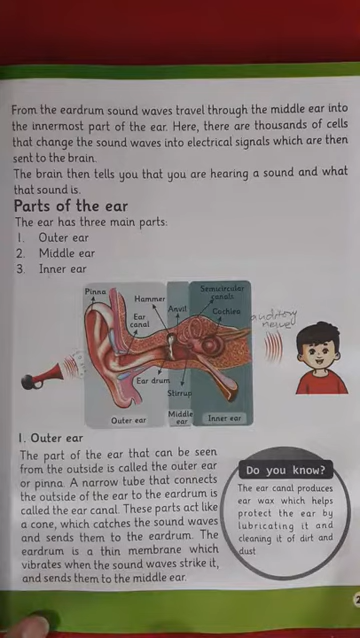 From the eardrum sound waves travel through the middle ear into
the innermost part of the ear. Here, there are thousands of cells
that change the sound waves into electrical signals which are then
sent to the brain.
The brain then tells you that you are hearing a sound and what
that sound is.
Parts of the ear
The ear has three main parts:
1. Outer ear
2. Middle ear
3. Inner ear
Pinna
Hammer
Ear
canal
Anvil
Semicircular
canals
Cochlea
auditory
nerve
Ear drum
Stirrup
Outer ear
Middle
ear
Inner ear
1. Outer ear
The part of the ear that can be seen
from the outside is called the outer ear
or pinna. A narrow tube that connects
the outside of the ear to the eardrum is
called the ear canal. These parts act like
a cone, which catches the sound waves
and sends them to the eardrum. The
eardrum is a thin membrane which
vibrates when the sound waves strike it,
and sends them to the middle ear.
Do you know?
The ear canal produces
ear wax which helps
protect the ear by
lubricating it and
cleaning it of dirt and
dust